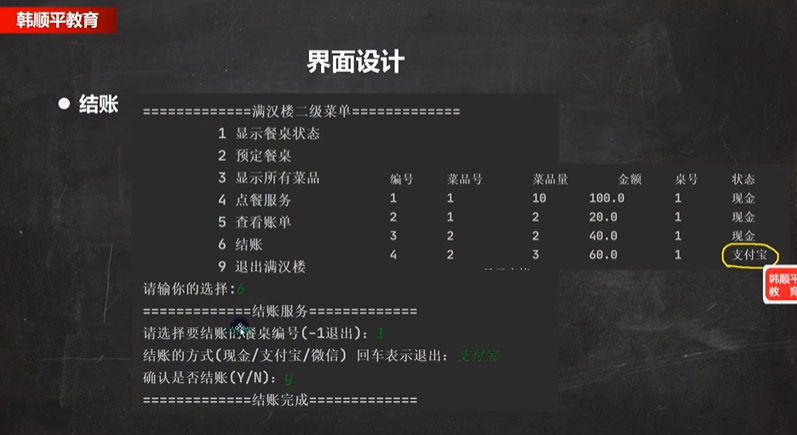 韩顺平教育
界面设计
● 结账
=============满汉楼二级菜单=============
1 显示餐桌状态
2 预定餐桌
3 显示所有菜品
4 点餐服务
5 查看账单
6 结账
9 退出满汉楼
编号 菜品号 菜品量 金额 桌号 状态
1 1 10 100.0 1 现金
2 1 2 20.0 1 现金
3 2 2 40.0 1 现金
4 2 3 60.0 1 支付宝
韩顺平
教 育
请输你的选择:6
=============结账服务=============
请选择要结账的餐桌编号(-1退出): 1
结账的方式(现金/支付宝/微信) 回车表示退出: 支付宝
确认是否结账(Y/N): y
=============结账完成=============